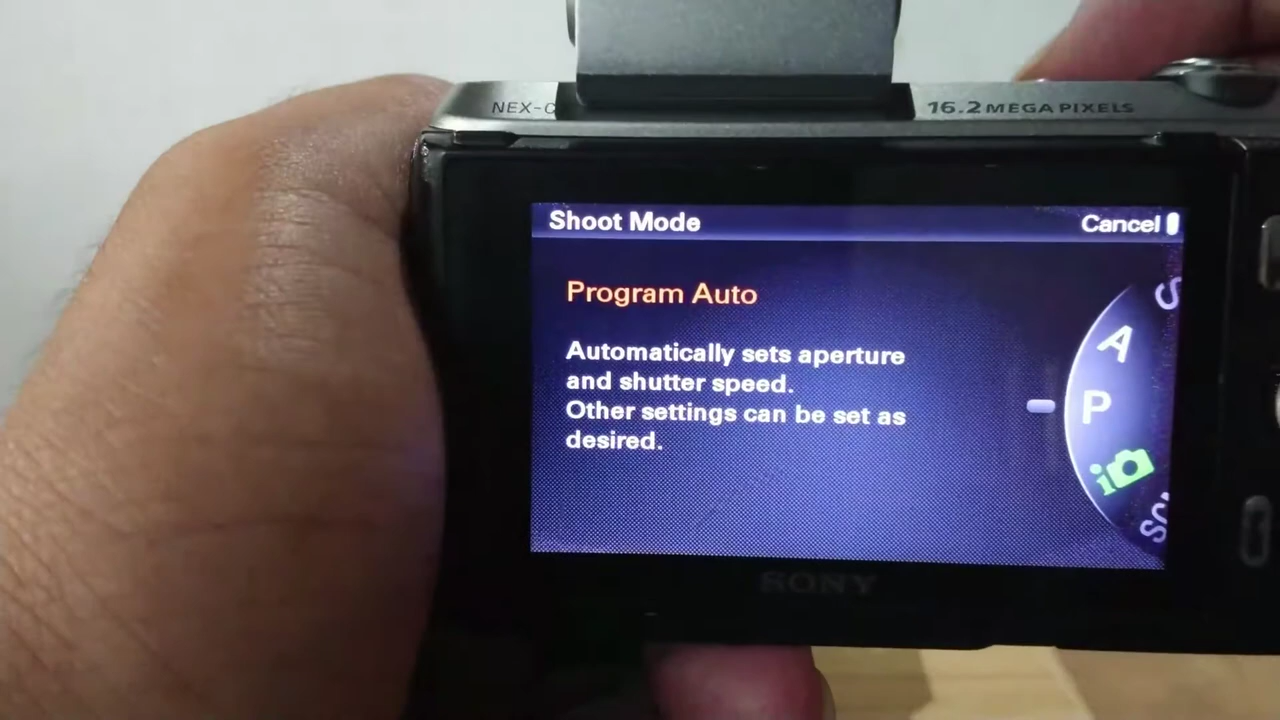 NEX-C
16.2 MEGA PIXELS
Shoot Mode
Cancel
Program Auto
Automatically sets aperture
and shutter speed.
Other settings can be set as
desired.
S
A
P
i
SC
SONY